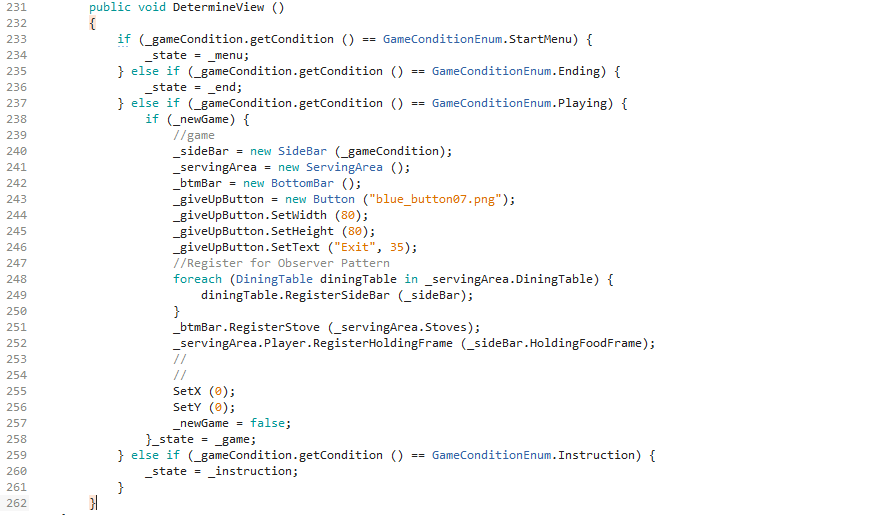 231 public void DetermineView ()
232 {
233 if (_gameCondition.getCondition () == GameConditionEnum.StartMenu) {
234 _state = _menu;
235 } else if (_gameCondition.getCondition () == GameConditionEnum.Ending) {
236 _state = _end;
237 } else if (_gameCondition.getCondition () == GameConditionEnum.Playing) {
238 if (_newGame) {
239 //game
240 _sideBar = new SideBar (_gameCondition);
241 _servingArea = new ServingArea ();
242 _btmBar = new BottomBar ();
243 _giveUpButton = new Button ("blue_button07.png");
244 _giveUpButton.SetWidth (80);
245 _giveUpButton.SetHeight (80);
246 _giveUpButton.SetText ("Exit", 35);
247 //Register for Observer Pattern
248 foreach (DiningTable diningTable in _servingArea.DiningTable) {
249 diningTable.RegisterSideBar (_sideBar);
250 }
251 _btmBar.RegisterStove (_servingArea.Stoves);
252 _servingArea.Player.RegisterHoldingFrame (_sideBar.HoldingFoodFrame);
253 //
254 //
255 SetX (0);
256 SetY (0);
257 _newGame = false;
258 }_state = _game;
259 } else if (_gameCondition.getCondition () == GameConditionEnum.Instruction) {
260 _state = _instruction;
261 }
262 }